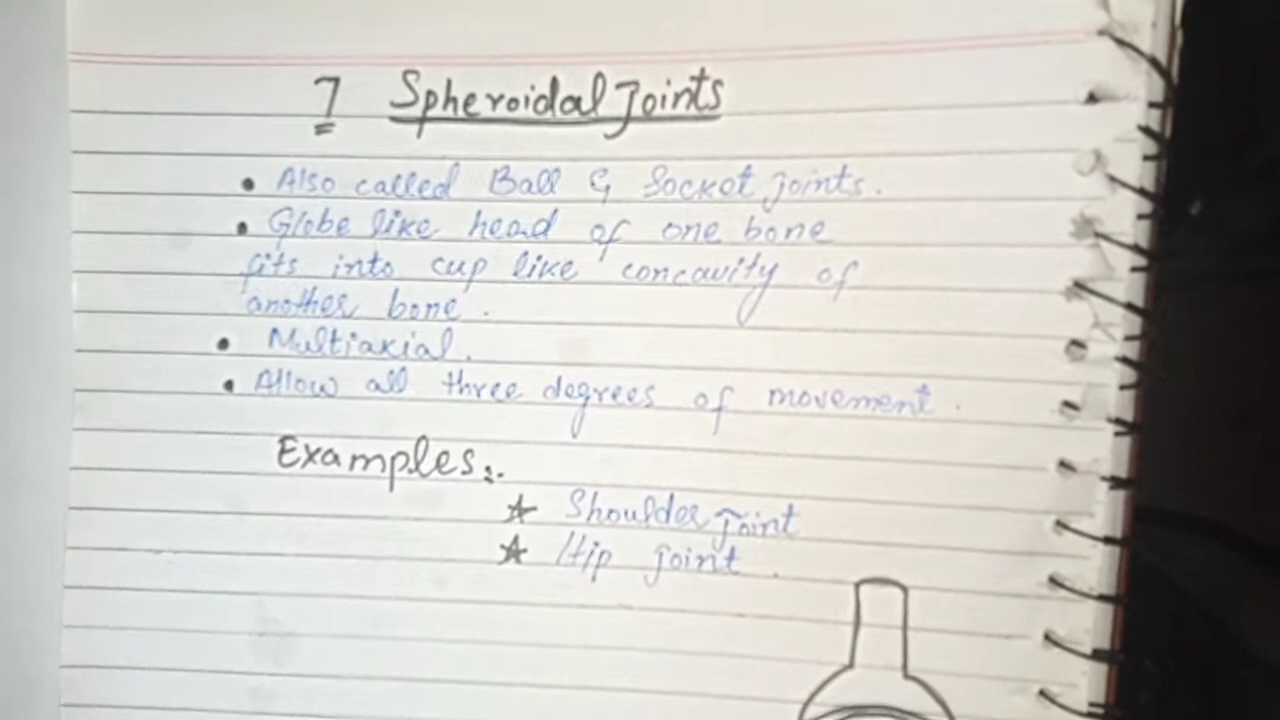 7 Spheroidal Joints
• Also called Ball & Socket joints.
• Globe like head of one bone
fits into cup like concavity of
another bone.
• Multiaxial.
• Allow all three degrees of movement.
Examples:-
☆ Shoulder Joint
☆ Hip joint.